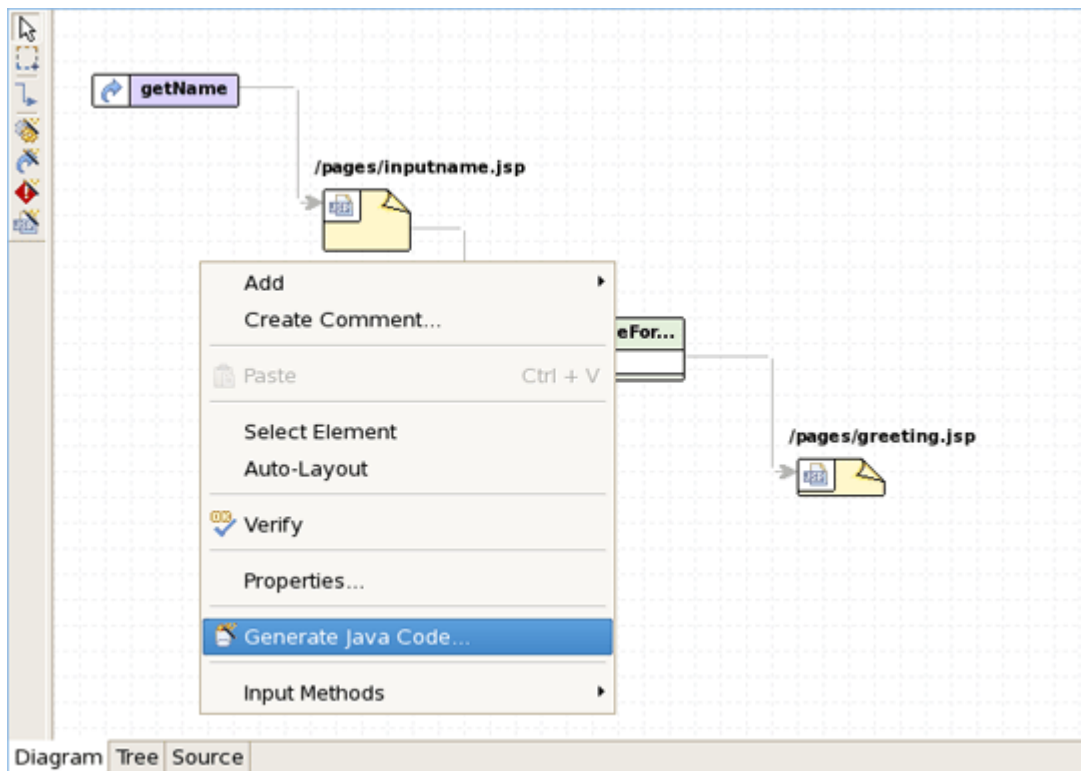 getName
/pages/inputname.jsp
Add
Create Comment...
eFor...
Paste Ctrl + V
Select Element
/pages/greeting.jsp
Auto-Layout
Verify
Properties...
Generate Java Code...
Input Methods
Diagram Tree Source